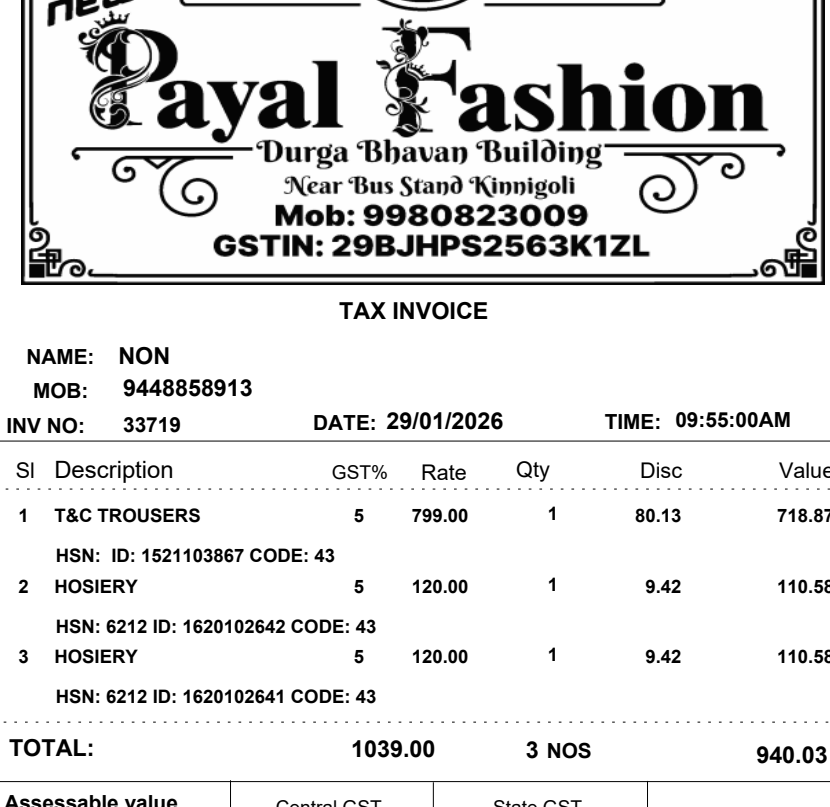 new
Payal Fashion
Durga Bhavan Building
Near Bus Stand Kinnigoli
Mob: 9980823009
GSTIN: 29BJHPS2563K1ZL
TAX INVOICE
NAME: NON
MOB: 9448858913
INV NO: 33719 DATE: 29/01/2026 TIME: 09:55:00AM
Sl Description GST% Rate Qty Disc Value
1 T&C TROUSERS 5 799.00 1 80.13 718.87
HSN: ID: 1521103867 CODE: 43
2 HOSIERY 5 120.00 1 9.42 110.58
HSN: 6212 ID: 1620102642 CODE: 43
3 HOSIERY 5 120.00 1 9.42 110.58
HSN: 6212 ID: 1620102641 CODE: 43
TOTAL: 1039.00 3 NOS 940.03
Assessable value Central GST State GST